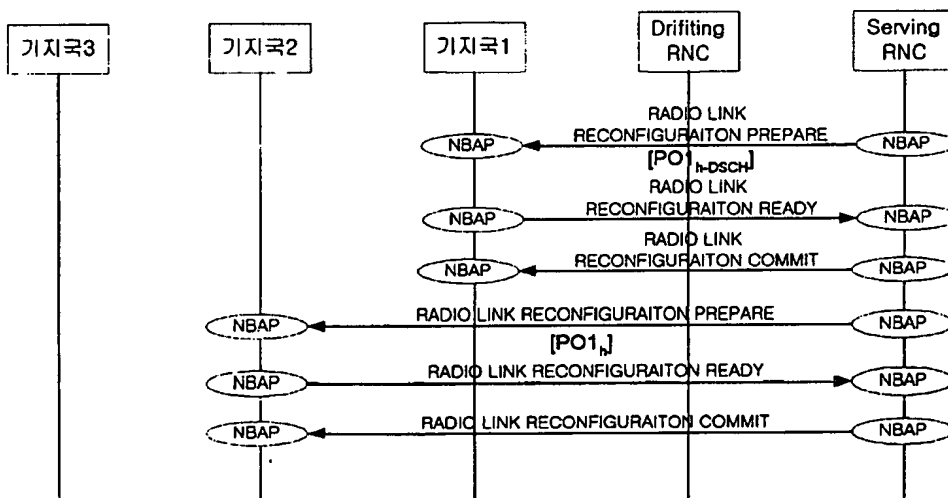 기지국3
기지국2
기지국1
Drifiting
RNC
Serving
RNC
RADIO LINK
NBAP
RECONFIGURAITON PREPARE
NBAP
[PO1h-DSCH]
RADIO LINK
NBAP
RECONFIGURAITON READY
NBAP
RADIO LINK
NBAP
RECONFIGURAITON COMMIT
NBAP
NBAP
RADIO LINK RECONFIGURAITON PREPARE
NBAP
[PO1h]
NBAP
RADIO LINK RECONFIGURAITON READY
NBAP
NBAP
RADIO LINK RECONFIGURAITON COMMIT
NBAP